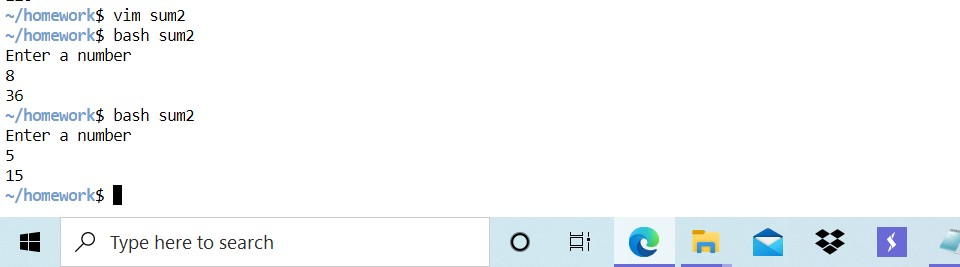 ~/homework$ vim sum2
~/homework$ bash sum2
Enter a number
8
36
~/homework$ bash sum2
Enter a number
5
15
~/homework$
Type here to search